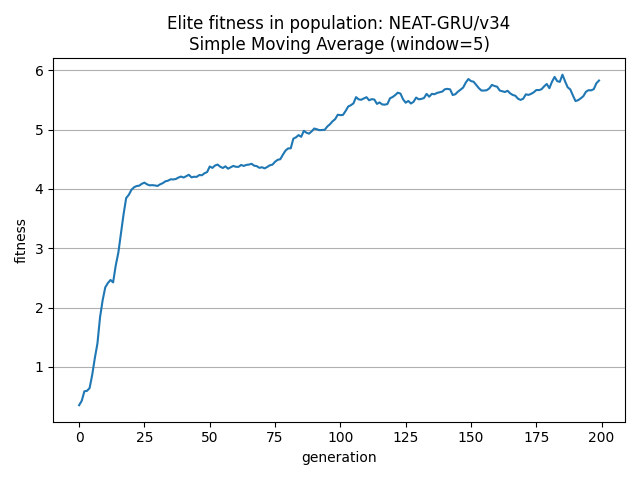 Elite fitness in population: NEAT-GRU/v34
Simple Moving Average (window=5)
fitness
6
5
4
3
2
1
0 25 50 75 100 125 150 175 200
generation